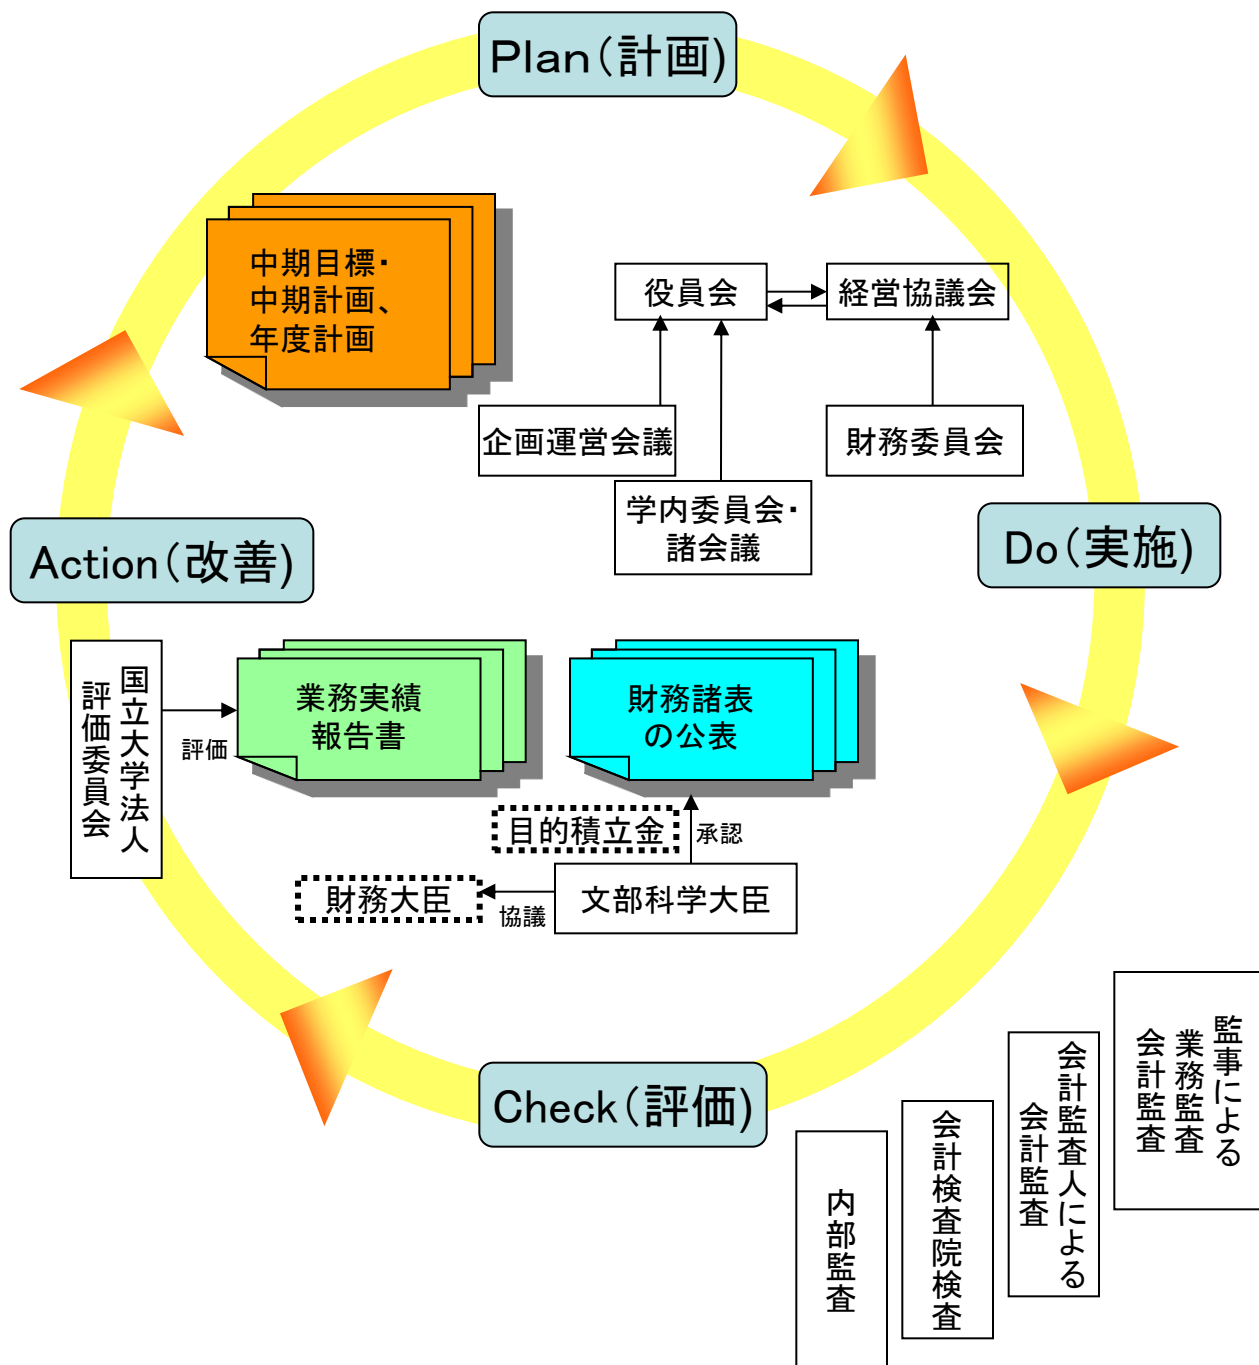 Plan(計画)
中期目標・
中期計画、
年度計画
役員会
経営協議会
企画運営会議
財務委員会
学内委員会・
諸会議
Action(改善)
Do(実施)
国立大学法人
評価委員会
評価
業務実績
報告書
財務諸表
の公表
目的積立金
承認
財務大臣
協議
文部科学大臣
Check(評価)
監事による
業務監査
会計監査
会計監査人による
会計監査
会計検査院検査
内部監査